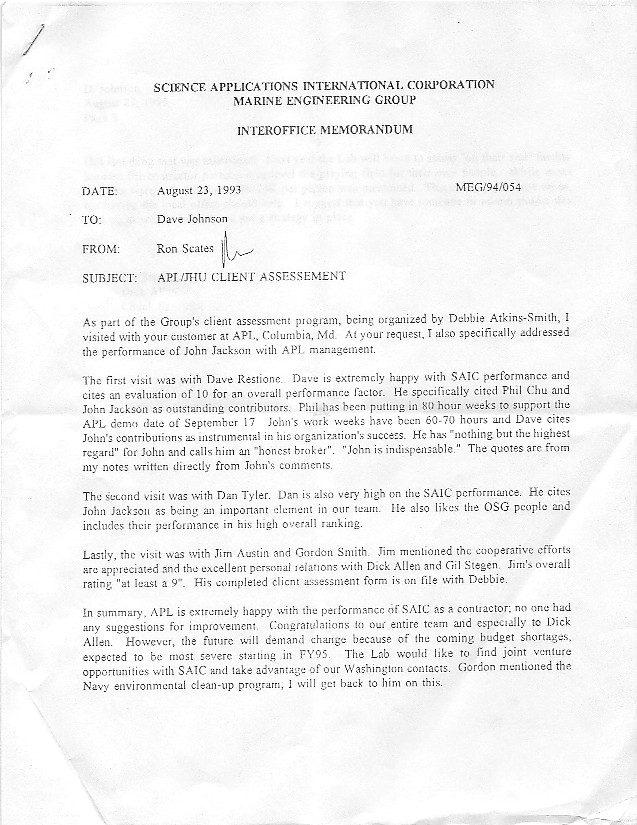 SCIENCE APPLICATIONS INTERNATIONAL CORPORATION
MARINE ENGINEERING GROUP
INTEROFFICE MEMORANDUM
DATE: August 23, 1993 MEG/94/054
TO: Dave Johnson
FROM: Ron Scates
SUBJECT: APL/JHU CLIENT ASSESSEMENT
As part of the Group's client assessment program, being organized by Debbie Atkins-Smith, I
visited with your customer at APL, Columbia, Md. At your request, I also specifically addressed
the performance of John Jackson with APL management.
The first visit was with Dave Restione. Dave is extremely happy with SAIC performance and
cites an evaluation of 10 for an overall performance factor. He specifically cited Phil Chu and
John Jackson as outstanding contributors. Phil has been putting in 80 hour weeks to support the
APL demo date of September 17 John's work weeks have been 60-70 hours and Dave cites
John's contributions as instrumental in his organization's success. He has "nothing but the highest
regard" for John and calls him an "honest broker". "John is indispensable." The quotes are from
my notes written directly from John's comments.
The second visit was with Dan Tyler. Dan is also very high on the SAIC performance. He cites
John Jackson as being an important element in our team. He also likes the OSG people and
includes their performance in his high overall ranking.
Lastly, the visit was with Jim Austin and Gordon Smith. Jim mentioned the cooperative efforts
are appreciated and the excellent personal relations with Dick Allen and Gil Stegen. Jim's overall
rating "at least a 9". His completed client assessment form is on file with Debbie.
In summary, APL is extremely happy with the performance of SAIC as a contractor; no one had
any suggestions for improvement. Congratulations to our entire team and especially to Dick
Allen. However, the future will demand change because of the coming budget shortages,
expected to be most severe starting in FY95. The Lab would like to find joint venture
opportunities with SAIC and take advantage of our Washington contacts. Gordon mentioned the
Navy environmental clean-up program; I will get back to him on this.